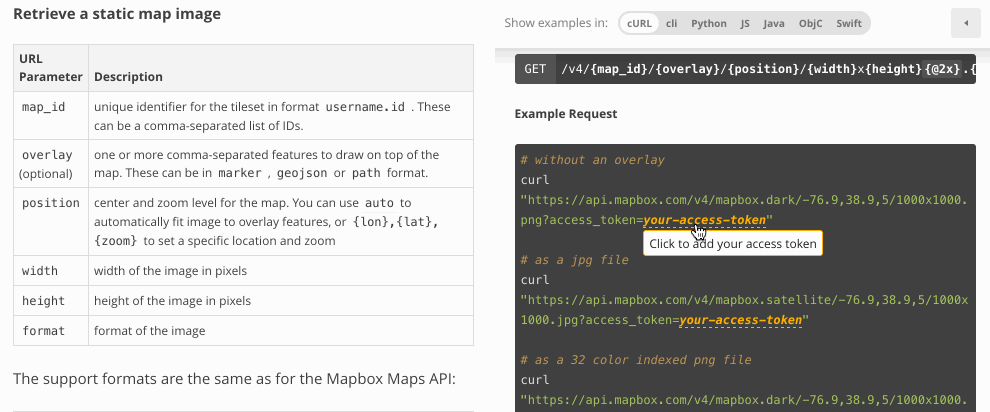 Retrieve a static map image
URL
Parameter Description
map_id unique identifier for the tileset in format username.id . These
can be a comma-separated list of IDs.
overlay one or more comma-separated features to draw on top of the
(optional) map. These can be in marker , geojson or path format.
position center and zoom level for the map. You can use auto to
automatically fit image to overlay features, or {lon},{lat},
{zoom} to set a specific location and zoom
width width of the image in pixels
height height of the image in pixels
format format of the image
The support formats are the same as for the Mapbox Maps API:
Show examples in: cURL cli Python JS Java ObjC Swift
GET /v4/{map_id}/{overlay}/{position}/{width}x{height}{@2x}.{
Example Request
# without an overlay
curl
"https://api.mapbox.com/v4/mapbox.dark/-76.9,38.9,5/1000x1000.
png?access_token=your-access-token"
Click to add your access token
# as a jpg file
curl
"https://api.mapbox.com/v4/mapbox.satellite/-76.9,38.9,5/1000x
1000.jpg?access_token=your-access-token"
# as a 32 color indexed png file
curl
"https://api.mapbox.com/v4/mapbox.dark/-76.9,38.9,5/1000x1000.